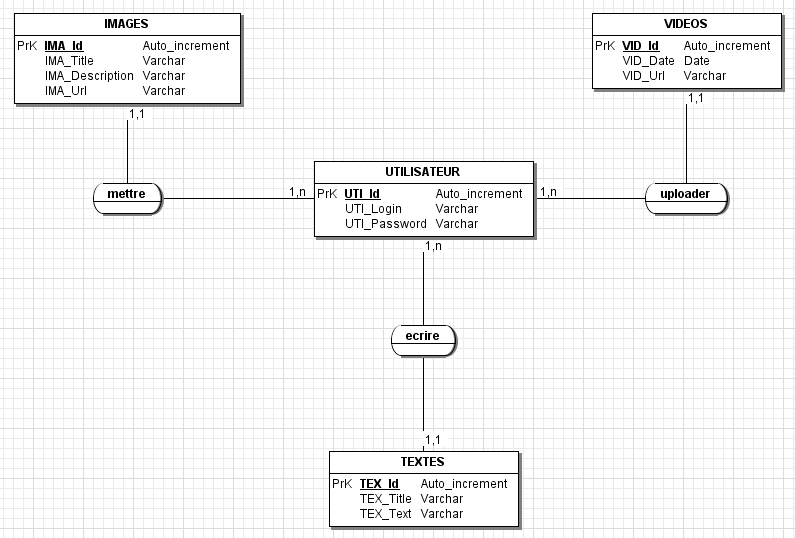 IMAGES
PrK IMA_Id Auto_increment
IMA_Title Varchar
IMA_Description Varchar
IMA_Url Varchar
1,1
VIDEOS
PrK VID_Id Auto_increment
VID_Date Date
VID_Url Varchar
1,1
mettre
1,n
UTILISATEUR
PrK UTI_Id Auto_increment
UTI_Login Varchar
UTI_Password Varchar
1,n
uploader
1,n
ecrire
1,1
TEXTES
PrK TEX_Id Auto_increment
TEX_Title Varchar
TEX_Text Varchar